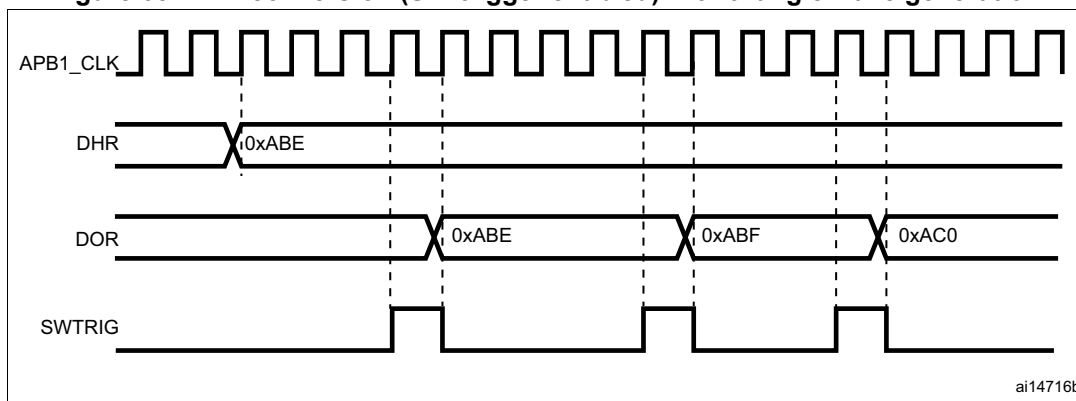 APB1_CLK
DHR
0xABE
DOR
0xABE
0xABF
0xAC0
SWTRIG
ai14716b